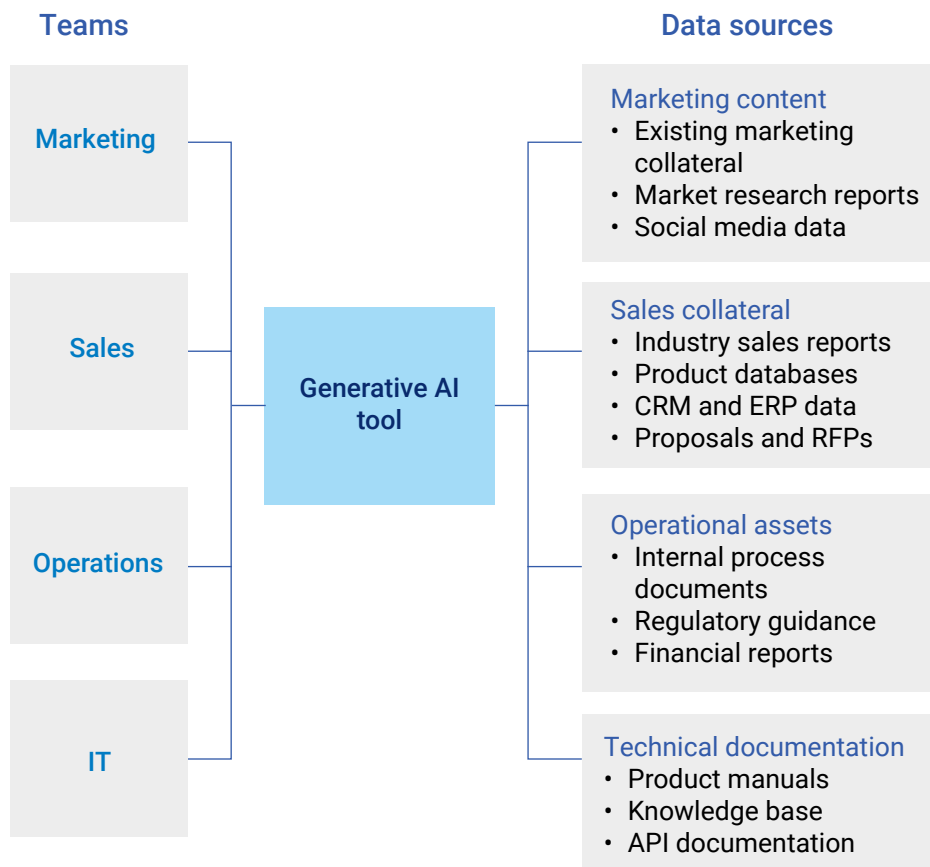 Teams
Marketing
Sales
Operations
IT
Generative AI
tool
Data sources
Marketing content
• Existing marketing
collateral
• Market research reports
• Social media data
Sales collateral
• Industry sales reports
• Product databases
• CRM and ERP data
• Proposals and RFPs
Operational assets
• Internal process
documents
• Regulatory guidance
• Financial reports
Technical documentation
• Product manuals
• Knowledge base
• API documentation